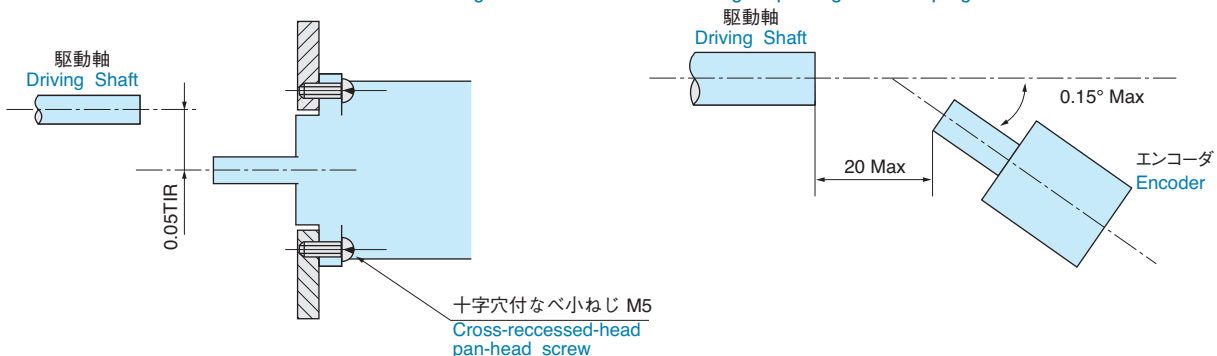 駆動軸
Driving Shaft
0.05TIR
十字穴付なべ小ねじ M5
Cross-reccessed-head
pan-head screw
駆動軸
Driving Shaft
0.15° Max
20 Max
エンコーダ
Encoder